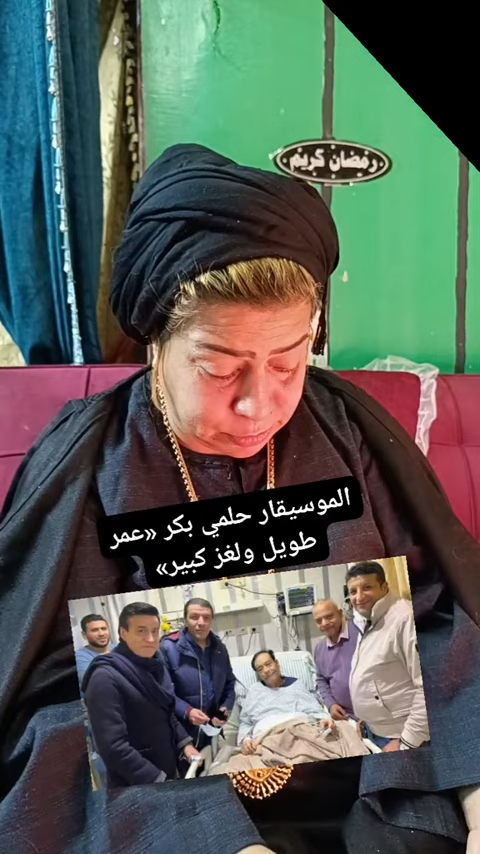 رمضان كريم
الموسيقار حلمي بكر «عمر
طويل ولغز كبير»